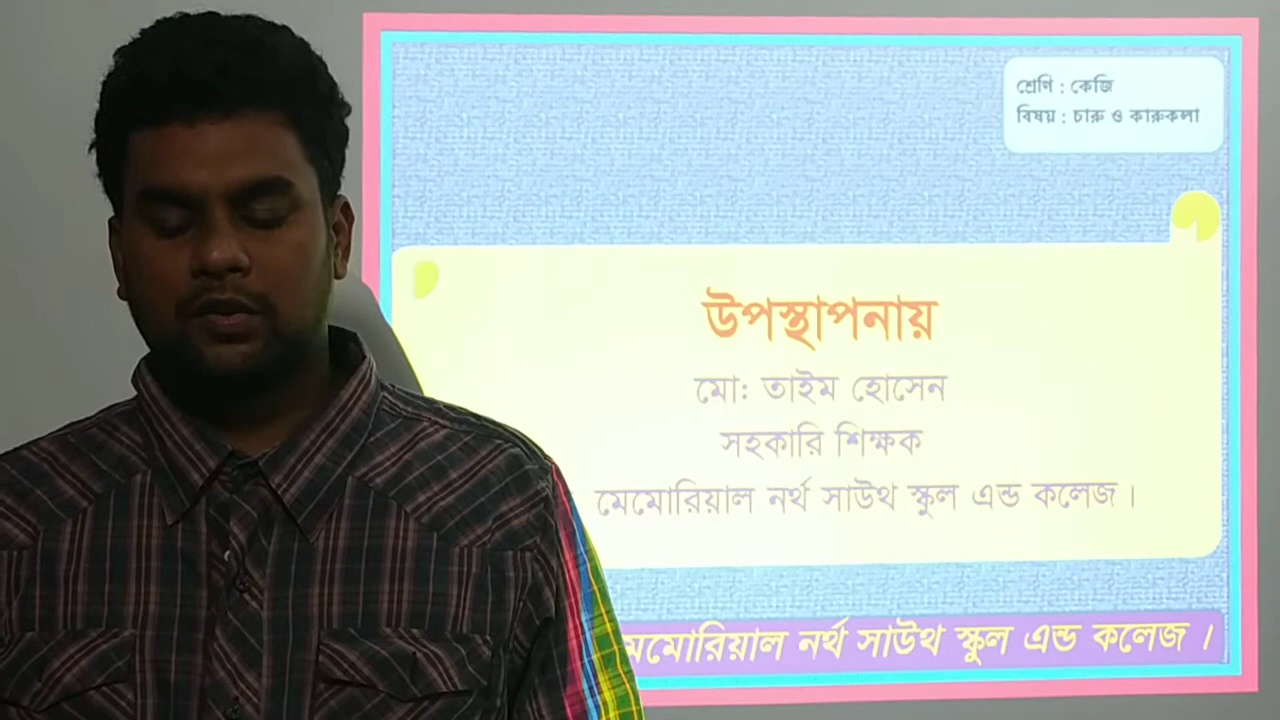 শ্রেণি : কেজি
বিষয় : চারু ও কারুকলা
উপস্থাপনায়
মো: তাইম হোসেন
সহকারি শিক্ষক
মেমোরিয়াল নর্থ সাউথ স্কুল এন্ড কলেজ।
মেমোরিয়াল নর্থ সাউথ স্কুল এন্ড কলেজ।